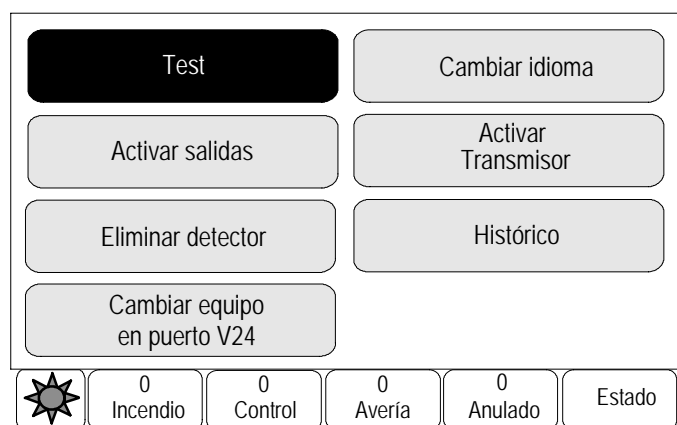 Test
Cambiar idioma
Activar salidas
Activar
Transmisor
Eliminar detector
Histórico
Cambiar equipo
en puerto V24
0
Incendio
0
Control
0
Avería
0
Anulado
Estado